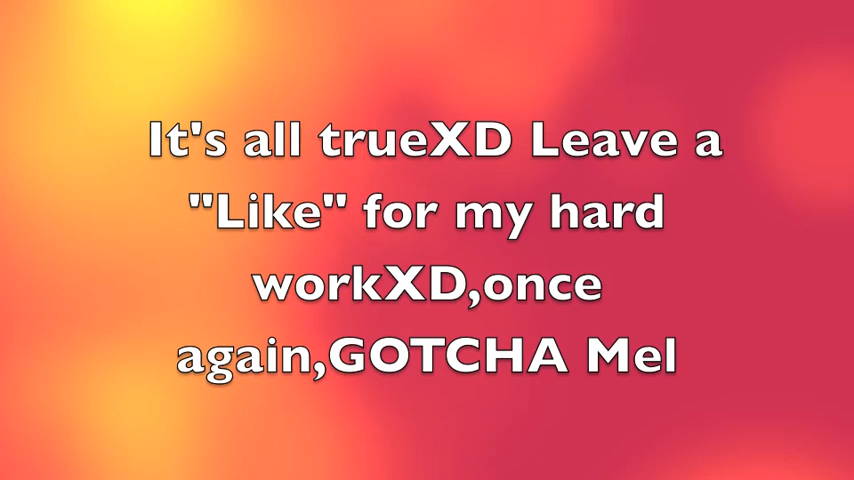 It's all trueXD Leave a
"Like" for my hard
workXD,once
again,GOTCHA Mel